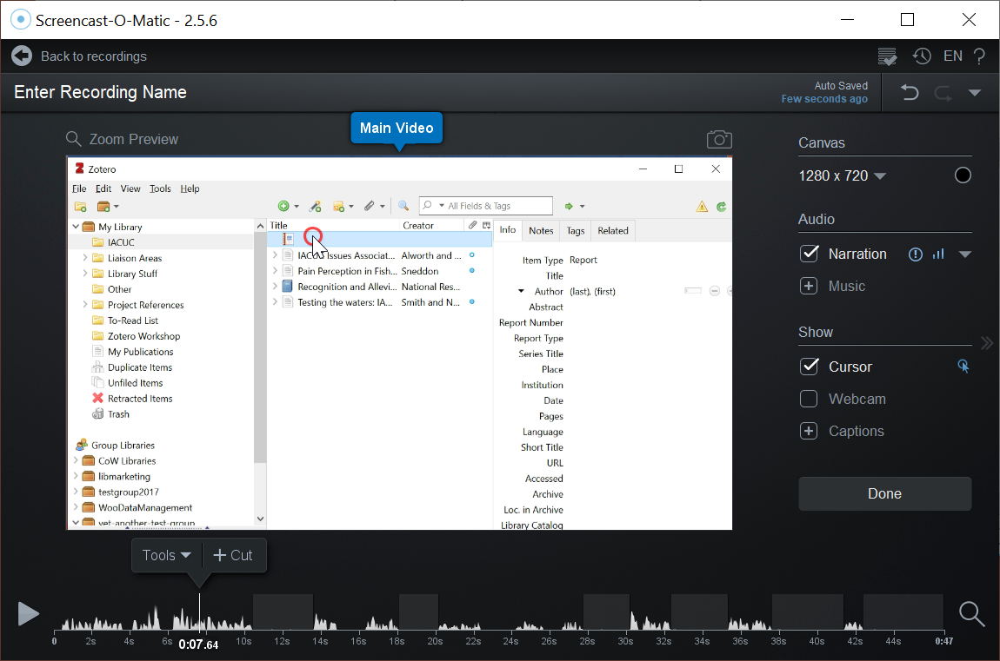 Screencast-O-Matic - 2.5.6
Back to recordings
EN ?
Enter Recording Name
Auto Saved
Few seconds ago
Zoom Preview
Main Video
Zotero
File Edit View Tools Help
All Fields & Tags
My Library
IACUC
Liaison Areas
Library Stuff
Other
Project References
To-Read List
Zotero Workshop
My Publications
Duplicate Items
Unfiled Items
Retracted Items
Trash
Group Libraries
CoW Libraries
libmarketing
testgroup2017
WooDataManagement
yet-another-test-group
Title Creator
Issues Associat... Alworth and ...
Pain Perception in Fish... Sneddon
Recognition and Allevi... National Res...
Testing the waters: IA... Smith and N...
Info Notes Tags Related
Item Type Report
Title
Author (last), (first)
Abstract
Report Number
Report Type
Series Title
Place
Institution
Date
Pages
Language
Short Title
URL
Accessed
Archive
Loc. in Archive
Library Catalog
Canvas
1280 x 720
Audio
Narration
Music
Show
Cursor
Webcam
Captions
Done
Tools + Cut
0 2s 4s 6s 0:07.64 10s 12s 14s 16s 18s 20s 22s 24s 26s 28s 30s 32s 34s 36s 38s 40s 42s 44s 0:47